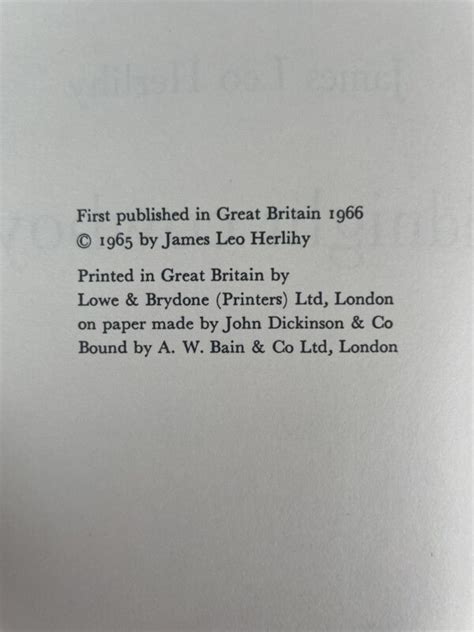 First published in Great Britain 1966
© 1965 by James Leo Herlihy
Printed in Great Britain by
Lowe & Brydone (Printers) Ltd, London
on paper made by John Dickinson & Co
Bound by A. W. Bain & Co Ltd, London